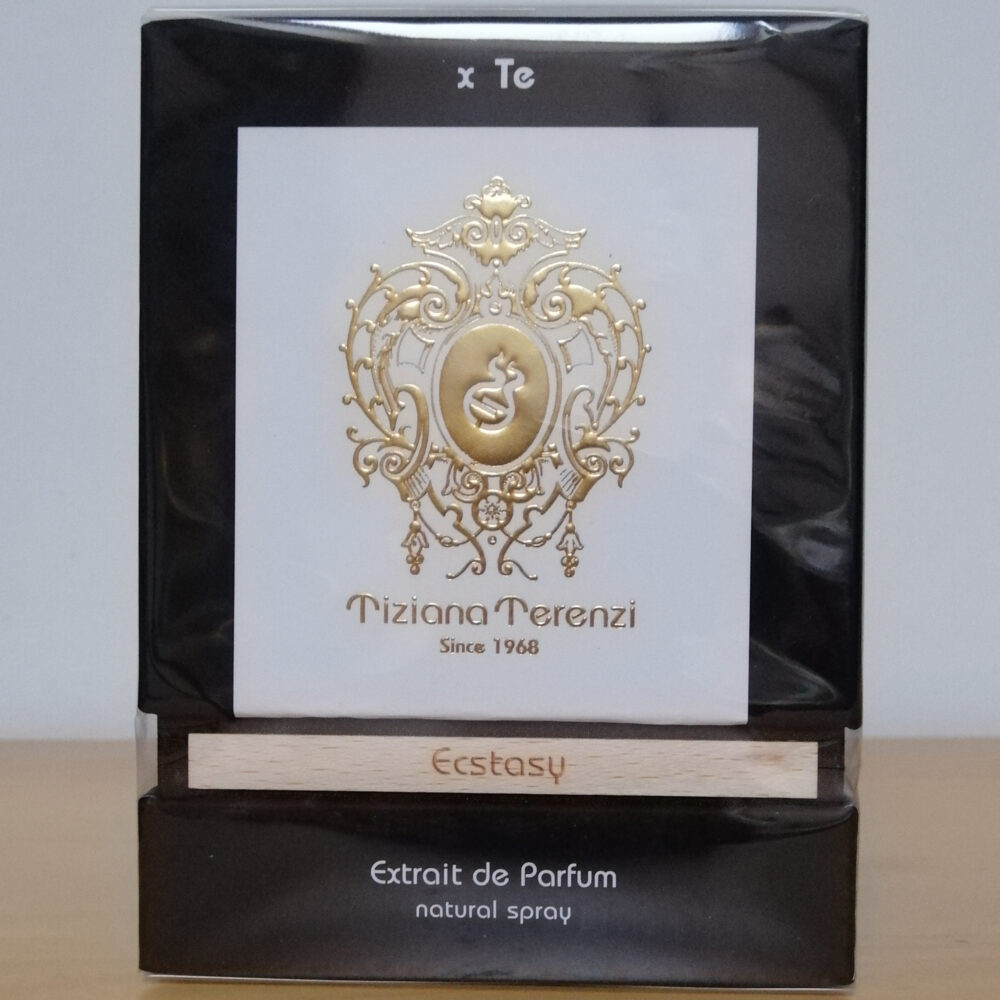 x Te
Tiziana Terenzi
Since 1968
Ecstasy
Extrait de Parfum
natural spray